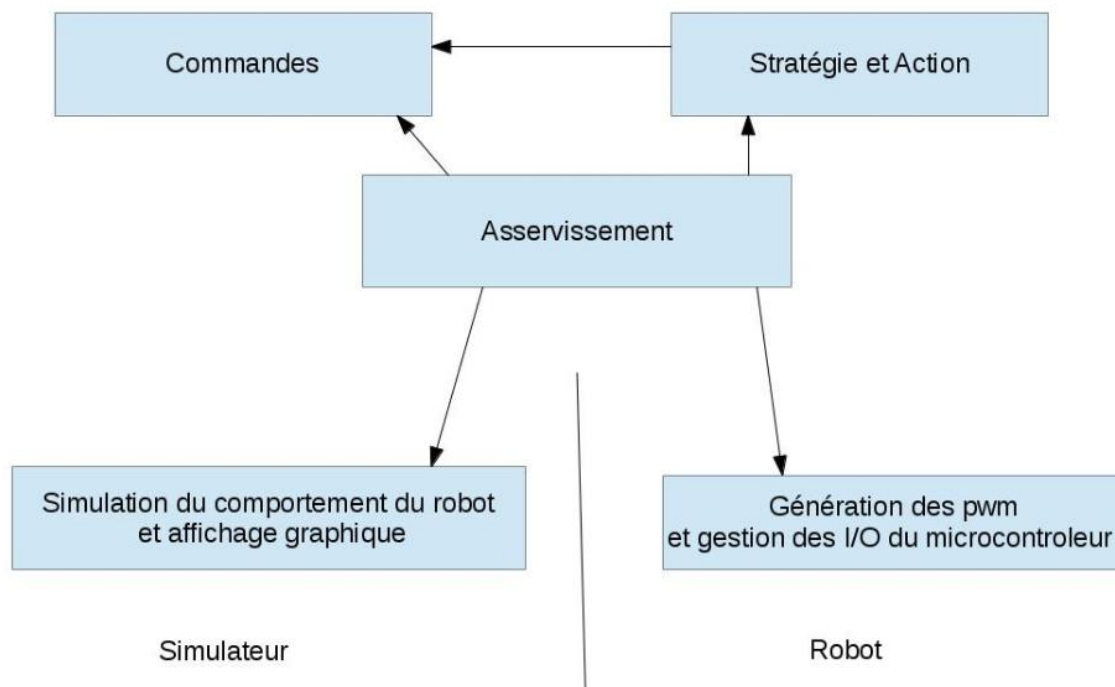 Commandes
Stratégie et Action
Asservissement
Simulation du comportement du robot
et affichage graphique
Génération des pwm
et gestion des I/O du microcontroleur
Simulateur
Robot